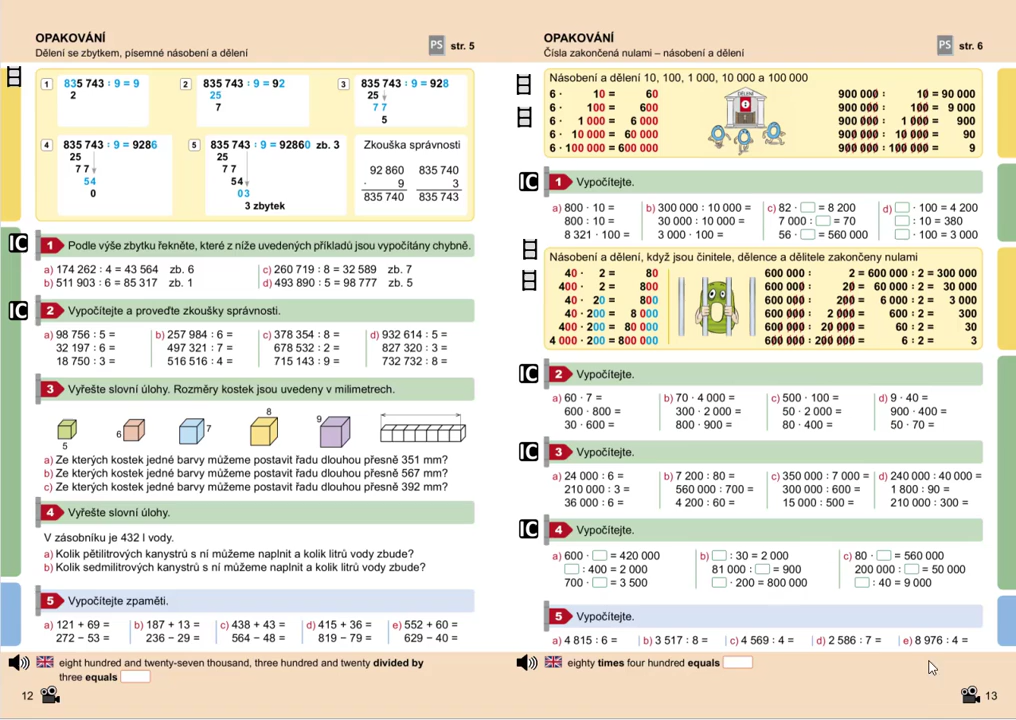 OPAKOVÁNÍ
Dělení se zbytkem, písemné násobení a dělení
PS str. 5
1 835 743 : 9 = 9
2
2 835 743 : 9 = 92
25
7
3 835 743 : 9 = 928
25
7 7
5
4 835 743 : 9 = 9286
25
7 7
54
0
5 835 743 : 9 = 92860 zb. 3
25
7 7
54
03
3 zbytek
Zkouška správnosti
92 860 835 740
· 9 3
835 740 835 743
IC 1 Podle výše zbytku řekněte, které z níže uvedených příkladů jsou vypočítány chybně.
a) 174 262 : 4 = 43 564 zb. 6 c) 260 719 : 8 = 32 589 zb. 7
b) 511 903 : 6 = 85 317 zb. 1 d) 493 890 : 5 = 98 777 zb. 5
IC 2 Vypočítejte a proveďte zkoušky správnosti.
a) 98 756 : 5 = b) 257 984 : 6 = c) 378 354 : 8 = d) 932 614 : 5 =
32 197 : 6 = 497 321 : 7 = 678 532 : 2 = 827 320 : 3 =
18 750 : 3 = 516 516 : 4 = 715 143 : 9 = 732 732 : 8 =
3 Vyřešte slovní úlohy. Rozměry kostek jsou uvedeny v milimetrech.
5 6 7 8 9
a) Ze kterých kostek jedné barvy můžeme postavit řadu dlouhou přesně 351 mm?
b) Ze kterých kostek jedné barvy můžeme postavit řadu dlouhou přesně 567 mm?
c) Ze kterých kostek jedné barvy můžeme postavit řadu dlouhou přesně 392 mm?
4 Vyřešte slovní úlohy.
V zásobníku je 432 l vody.
a) Kolik pětilitrových kanystrů s ní můžeme naplnit a kolik litrů vody zbude?
b) Kolik sedmilitrových kanystrů s ní můžeme naplnit a kolik litrů vody zbude?
5 Vypočítejte zpaměti.
a) 121 + 69 = b) 187 + 13 = c) 438 + 43 = d) 415 + 36 = e) 552 + 60 =
272 − 53 = 236 − 29 = 564 − 48 = 819 − 79 = 629 − 40 =
eight hundred and twenty-seven thousand, three hundred and twenty divided by
three equals
12
OPAKOVÁNÍ
Čísla zakončená nulami – násobení a dělení
PS str. 6
Násobení a dělení 10, 100, 1 000, 10 000 a 100 000
6 · 10 = 60
6 · 100 = 600
6 · 1 000 = 6 000
6 · 10 000 = 60 000
6 · 100 000 = 600 000
DĚLENÍ
900 000 : 10 = 90 000
900 000 : 100 = 9 000
900 000 : 1 000 = 900
900 000 : 10 000 = 90
900 000 : 100 000 = 9
IC 1 Vypočítejte.
a) 800 · 10 = b) 300 000 : 10 000 = c) 82 · = 8 200 d) · 100 = 4 200
800 : 10 = 30 000 : 10 000 = 7 000 : = 70 : 10 = 380
8 321 · 100 = 3 000 · 100 = 56 · = 560 000 · 100 = 3 000
Násobení a dělení, když jsou činitele, dělence a dělitele zakončeny nulami
40 · 2 = 80
400 · 2 = 800
40 · 20 = 800
40 · 200 = 8 000
400 · 200 = 80 000
4 000 · 200 = 800 000
600 000 : 2 = 600 000 : 2 = 300 000
600 000 : 20 = 60 000 : 2 = 30 000
600 000 : 200 = 6 000 : 2 = 3 000
600 000 : 2 000 = 600 : 2 = 300
600 000 : 20 000 = 60 : 2 = 30
600 000 : 200 000 = 6 : 2 = 3
IC 2 Vypočítejte.
a) 60 · 7 = b) 70 · 4 000 = c) 500 · 100 = d) 9 · 40 =
600 · 800 = 300 · 2 000 = 50 · 2 000 = 900 · 400 =
30 · 600 = 800 · 900 = 80 · 400 = 50 · 70 =
IC 3 Vypočítejte.
a) 24 000 : 6 = b) 7 200 : 80 = c) 350 000 : 7 000 = d) 240 000 : 40 000 =
210 000 : 3 = 560 000 : 700 = 300 000 : 600 = 1 800 : 90 =
36 000 : 6 = 4 200 : 60 = 15 000 : 500 = 210 000 : 300 =
IC 4 Vypočítejte.
a) 600 · = 420 000 b) : 30 = 2 000 c) 80 · = 560 000
: 400 = 2 000 81 000 : = 900 200 000 : = 50 000
700 · = 3 500 · 200 = 800 000 : 40 = 9 000
5 Vypočítejte.
a) 4 815 : 6 = b) 3 517 : 8 = c) 4 569 : 4 = d) 2 586 : 7 = e) 8 976 : 4 =
eighty times four hundred equals
13